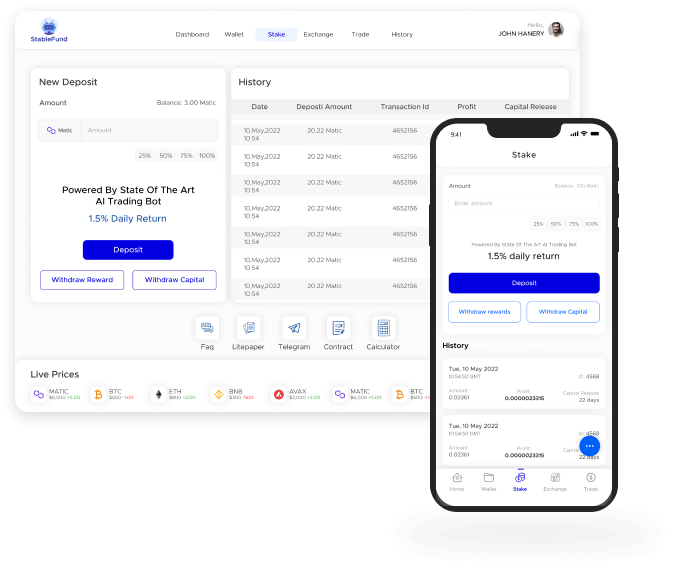 StableFund
Dashboard Wallet Stake Exchange Trade History
Hello,
JOHN HANERY
New Deposit
Amount Balance: 3.00 Matic
Matic Amount
25% 50% 75% 100%
Powered By State Of The Art
AI Trading Bot
1.5% Daily Return
Deposit
Withdraw Reward Withdraw Capital
History
Date Deposti Amount Transaction Id Profit Capital Release
10.May,2022 20.22 Matic 4652156
10:54
10.May,2022 20.22 Matic 4652156
10:54
10.May,2022 20.22 Matic 4652156
10:54
10.May,2022 20.22 Matic 4652156
10:54
10.May,2022 20.22 Matic 4652156
10:54
10.May,2022 20.22 Matic 4652156
10:54
10.May,2022 20.22 Matic 4652156
10:54
Faq Litepaper Telegram Contract Calculator
Live Prices
MATIC BTC ETH BNB AVAX MATIC BTC
$6,000 +5.00 $500 -1.00 $800 +2.00 $300 -5.00 $2,000 +3.00 $6,000 +5.00
9:41
Stake
Amount Balance: 100 Matic
Enter amount
25% 50% 75% 100%
Powered By State Of The Art AI Trading Bot
1.5% daily return
Deposit
Withdraw rewards Withdraw Capital
History
Tue, 10 May 2022
10:54:50 GMT ID: 4568
Amount: Profit: Capital Release
0.02361 0.0000023315 22 days
Tue, 10 May 2022
10:54:50 GMT ID: 4568
Amount: Profit:
0.02361 0.0000023315 22 days
Home Wallet Stake Exchange Trade